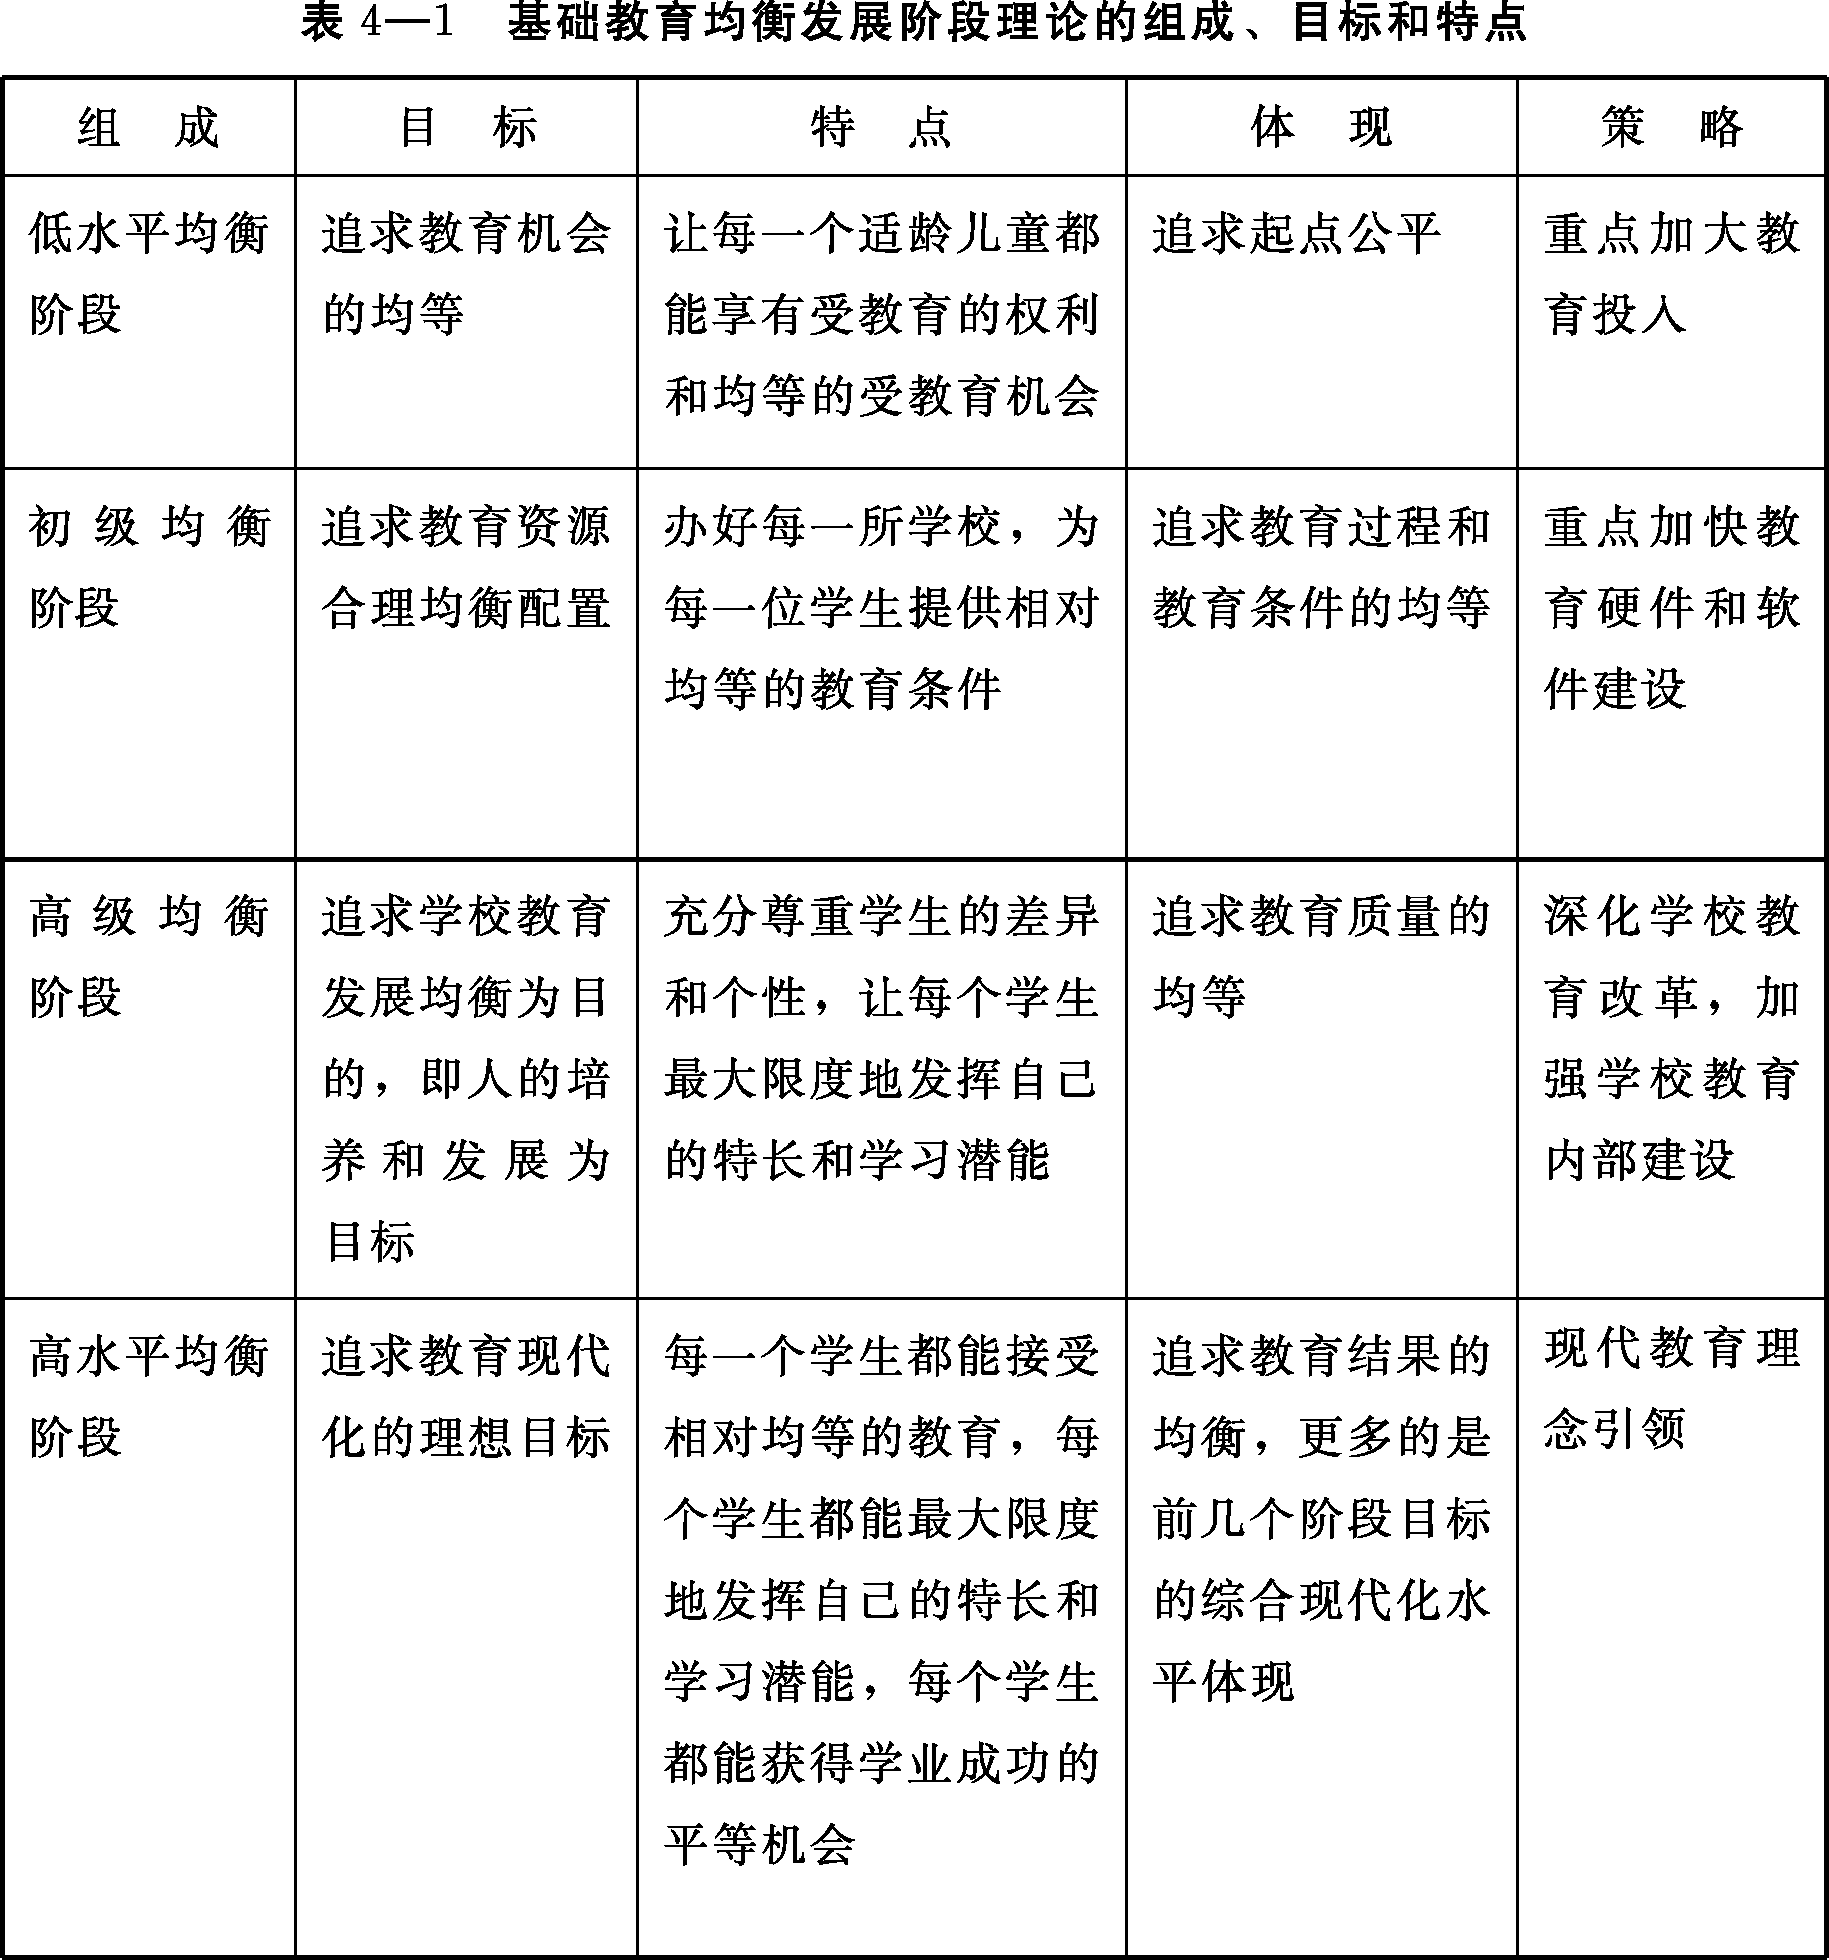 表 4—1 基础教育均衡发展阶段理论的组成、目标和特点
组 成
目 标
特 点
体 现
策 略
低水平均衡
阶段
追求教育机会
的均等
让每一个适龄儿童都
能享有受教育的权利
和均等的受教育机会
追求起点公平
重点加大教
育投入
初级均衡
阶段
追求教育资源
合理均衡配置
办好每一所学校，为
每一位学生提供相对
均等的教育条件
追求教育过程和
教育条件的均等
重点加快教
育硬件和软
件建设
高级均衡
阶段
追求学校教育
发展均衡为目
的，即人的培
养和发展为
目标
充分尊重学生的差异
和个性，让每个学生
最大限度地发挥自己
的特长和学习潜能
追求教育质量的
均等
深化学校教
育改革，加
强学校教育
内部建设
高水平均衡
阶段
追求教育现代
化的理想目标
每一个学生都能接受
相对均等的教育，每
个学生都能最大限度
地发挥自己的特长和
学习潜能，每个学生
都能获得学业成功的
平等机会
追求教育结果的
均衡，更多的是
前几个阶段目标
的综合现代化水
平体现
现代教育理
念引领